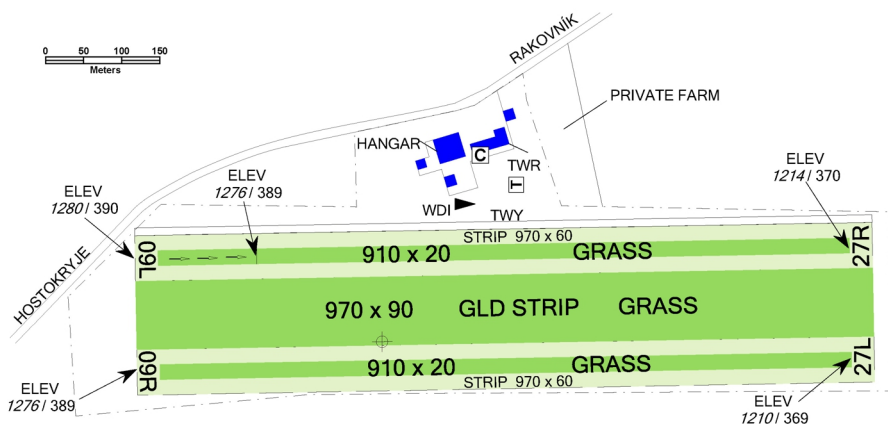 0 50 100 150
Meters
RAKOVNÍK
PRIVATE FARM
HANGAR
C
TWR
T
WDI
TWY
ELEV
1280 / 390
ELEV
1276 / 389
ELEV
1214 / 370
HOSTOKRYJE
STRIP 970 x 60
09L
910 x 20 GRASS
27R
970 x 90 GLD STRIP GRASS
09R
910 x 20 GRASS
27L
STRIP 970 x 60
ELEV
1276 / 389
ELEV
1210 / 369